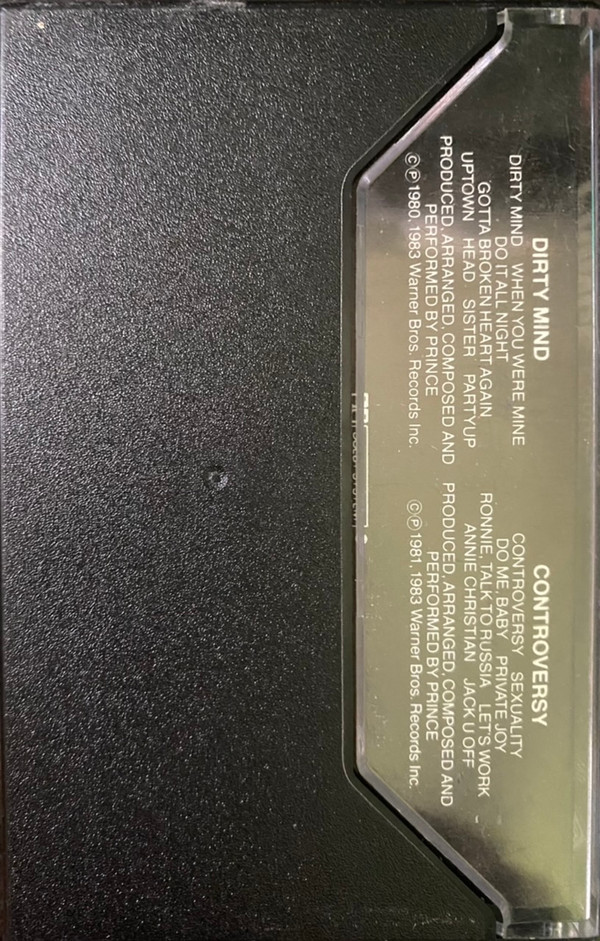 DIRTY MIND
DIRTY MIND WHEN YOU WERE MINE
DO IT ALL NIGHT
GOTTA BROKEN HEART AGAIN
UPTOWN HEAD SISTER PARTYUP
PRODUCED, ARRANGED, COMPOSED AND
PERFORMED BY PRINCE
© ℗ 1980, 1983 Warner Bros. Records Inc.
CONTROVERSY
CONTROVERSY SEXUALITY
DO ME, BABY PRIVATE JOY
RONNIE, TALK TO RUSSIA LET'S WORK
ANNIE CHRISTIAN JACK U OFF
PRODUCED, ARRANGED, COMPOSED AND
PERFORMED BY PRINCE
© ℗ 1981, 1983 Warner Bros. Records Inc.